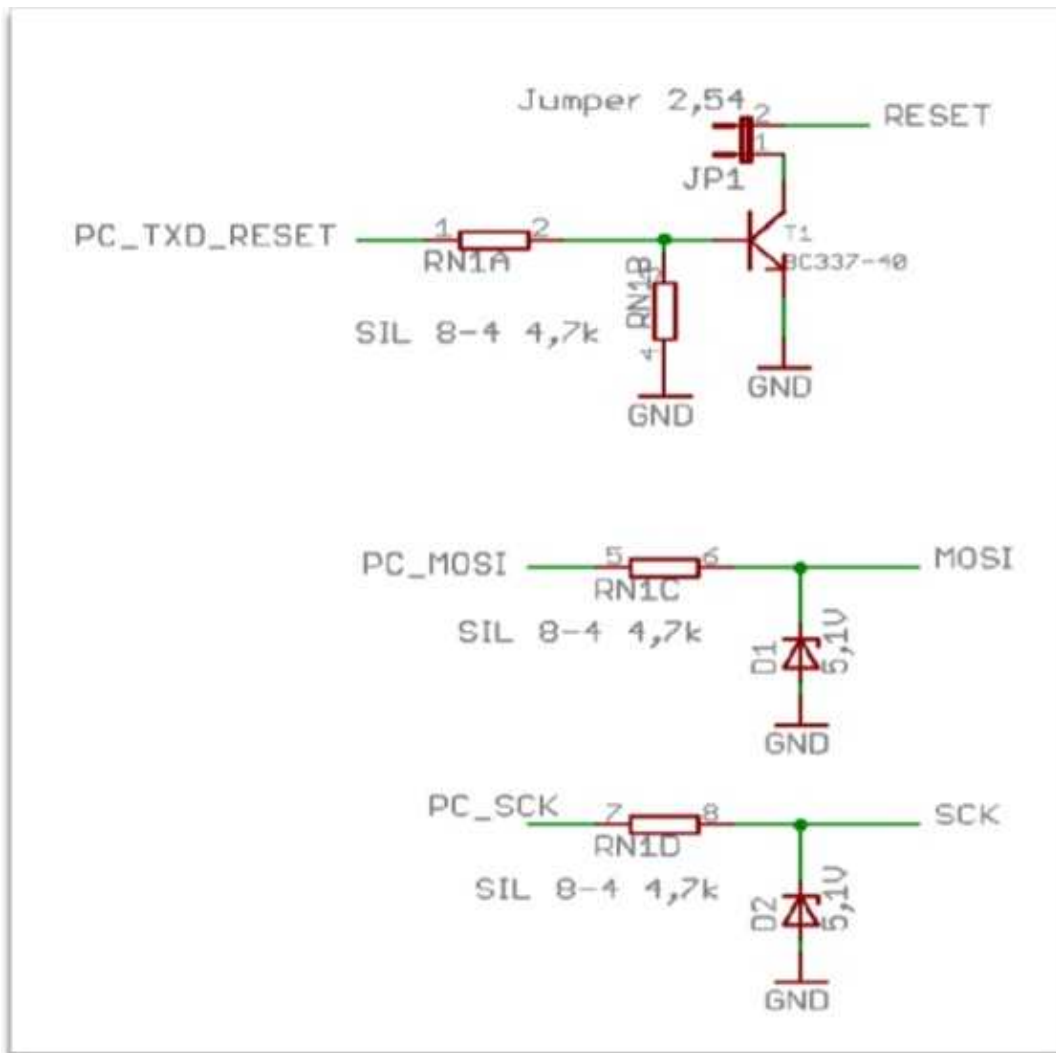 Jumper 2,54
2
RESET
1
JP1
PC_TXD_RESET
1
2
T1
RN1A
BC337-40
RN1B
3
4
SIL 8-4 4,7k
GND
GND
PC_MOSI
5
6
MOSI
RN1C
SIL 8-4 4,7k
D1
5,1V
GND
PC_SCK
7
8
SCK
RN1D
SIL 8-4 4,7k
D2
5,1V
GND